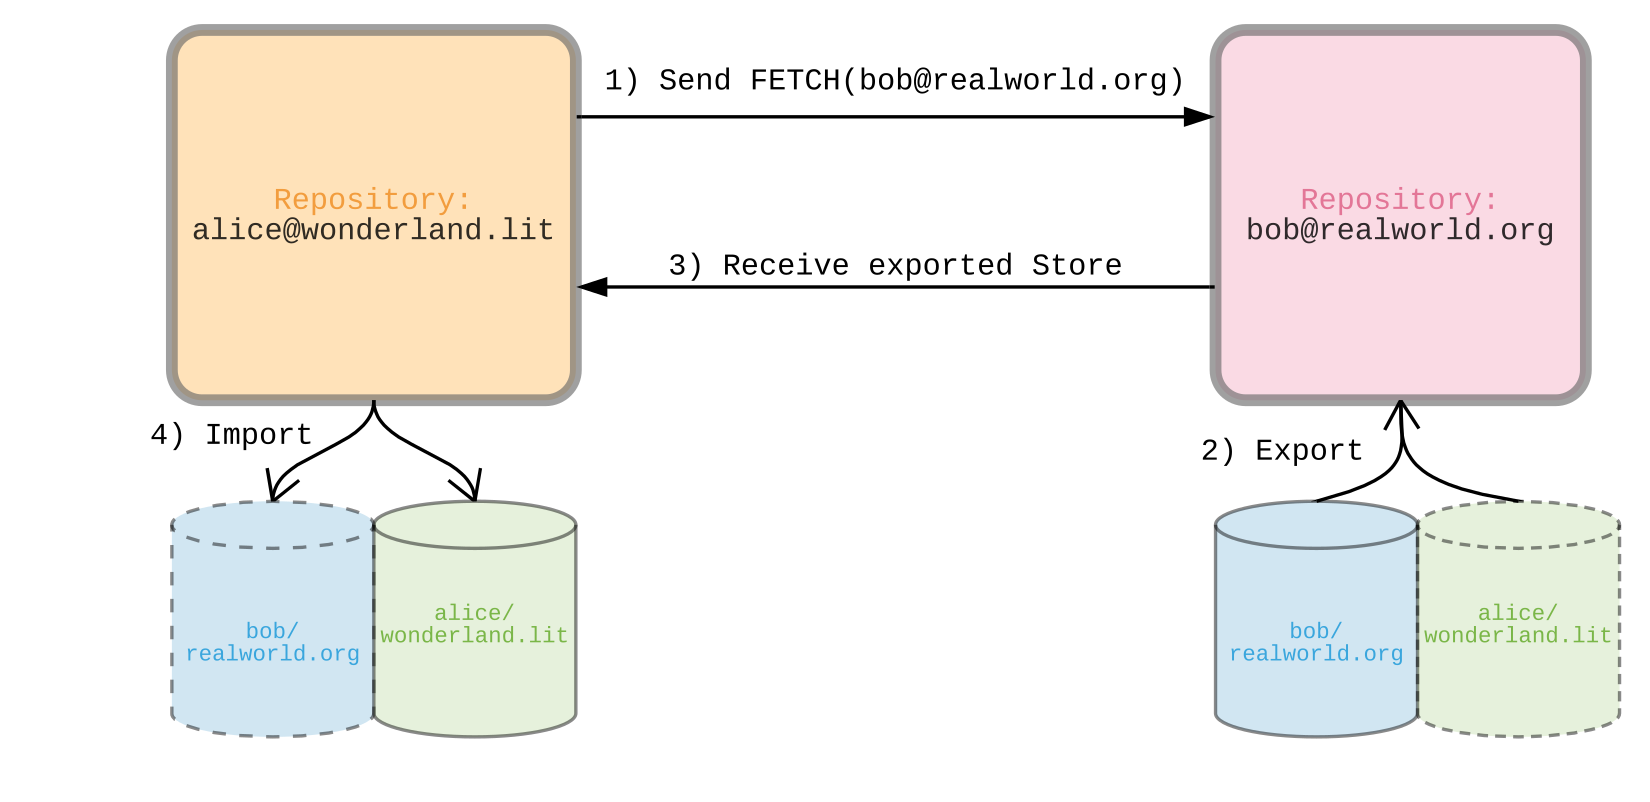 1) Send FETCH(bob@realworld.org)
Repository:
alice@wonderland.lit
Repository:
bob@realworld.org
3) Receive exported Store
4) Import
2) Export
bob/
realworld.org
alice/
wonderland.lit
bob/
realworld.org
alice/
wonderland.lit